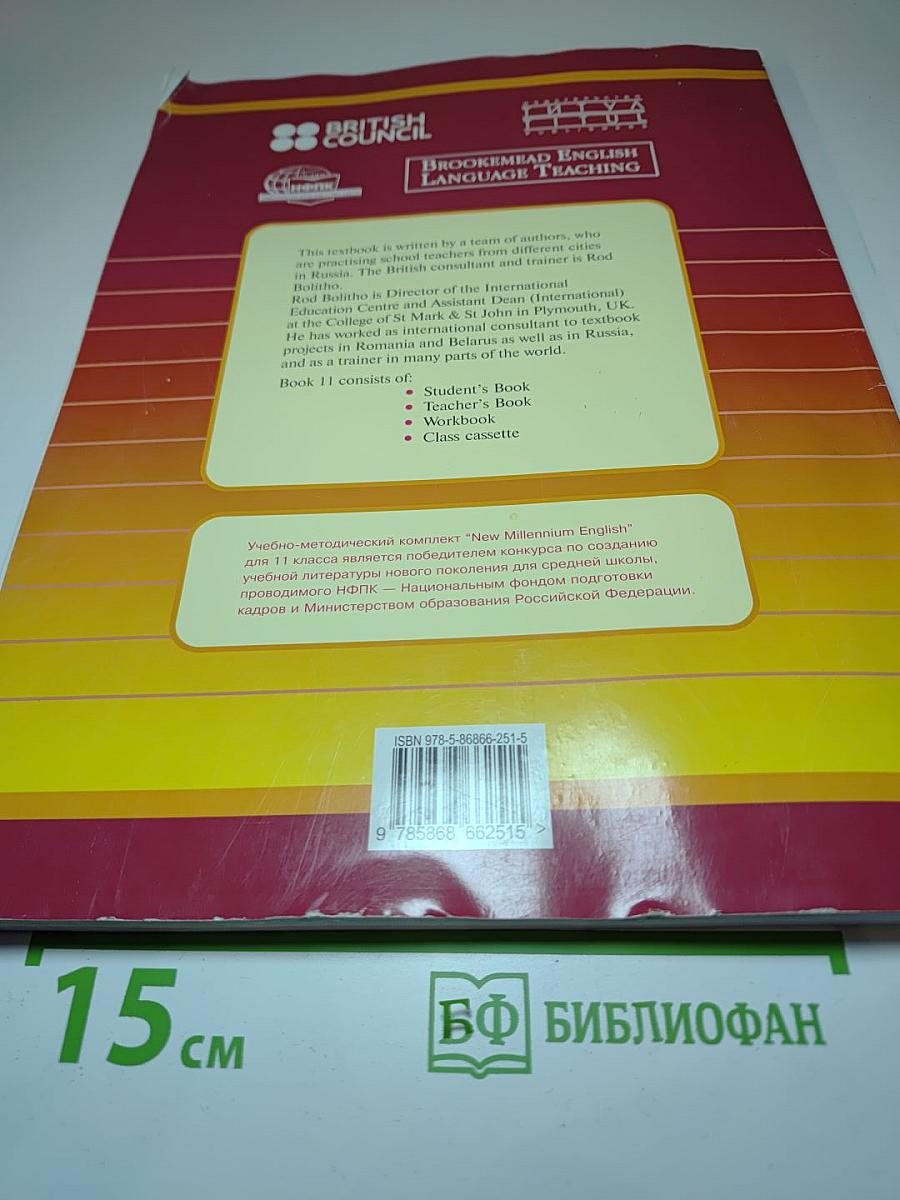 BRITISH
COUNCIL
ТИТУЛ
TITUL
НФПК
BROOKEMEAD ENGLISH
LANGUAGE TEACHING
This textbook is written by a team of authors, who
are practising school teachers from different cities
in Russia. The British consultant and trainer is Rod
Bolitho.
Rod Bolitho is Director of the International
Education Centre and Assistant Dean (International)
at the College of St Mark & St John in Plymouth, UK.
He has worked as international consultant to textbook
projects in Romania and Belarus as well as in Russia,
and as a trainer in many parts of the world.
Book 11 consists of:
• Student's Book
• Teacher's Book
• Workbook
• Class cassette
Учебно-методический комплект "New Millennium English"
для 11 класса является победителем конкурса по созданию
учебной литературы нового поколения для средней школы,
проводимого НФПК — Национальным фондом подготовки
кадров и Министерством образования Российской Федерации.
ISBN 978-5-86866-251-5
9 785868 662515 >
15 см
БФ БИБЛИОФАН